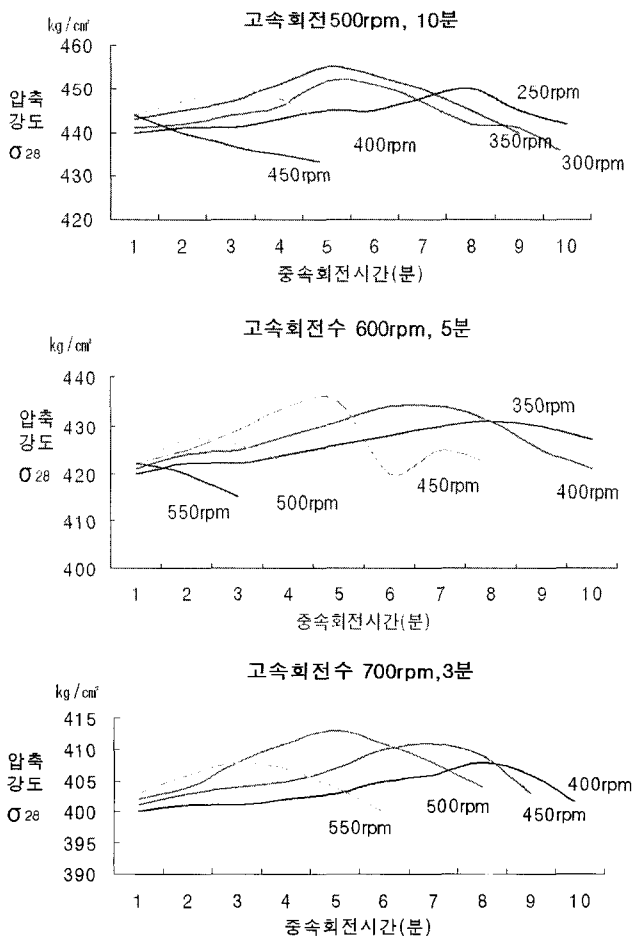 고속회전500rpm, 10분
kg/cm²
460
450
440
430
420
압축
강도
σ28
250rpm
400rpm
350rpm
300rpm
450rpm
1 2 3 4 5 6 7 8 9 10
중속회전시간(분)
고속회전수 600rpm, 5분
kg/cm²
440
430
420
410
400
압축
강도
σ28
350rpm
450rpm
400rpm
550rpm
500rpm
1 2 3 4 5 6 7 8 9 10
중속회전시간(분)
고속회전수 700rpm,3분
kg/cm²
415
410
405
400
395
390
압축
강도
σ28
400rpm
500rpm
450rpm
550rpm
1 2 3 4 5 6 7 8 9 10
중속회전시간(분)